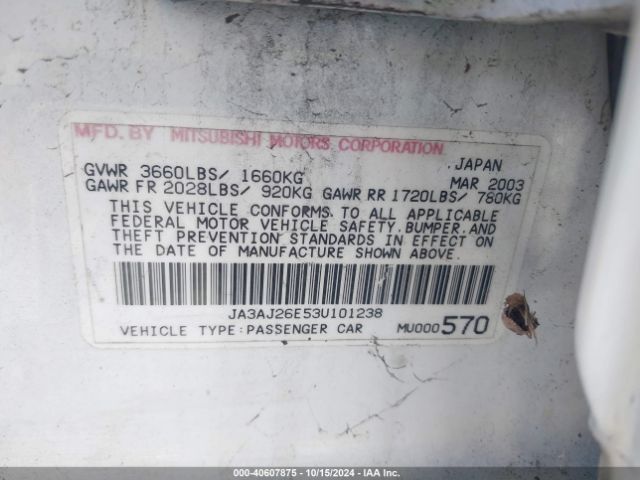 MFD. BY MITSUBISHI MOTORS CORPORATION
JAPAN
GVWR 3660LBS/ 1660KG MAR 2003
GAWR FR 2028LBS/ 920KG GAWR RR 1720LBS/ 780KG
THIS VEHICLE CONFORMS TO ALL APPLICABLE
FEDERAL MOTOR VEHICLE SAFETY, BUMPER, AND
THEFT PREVENTION STANDARDS IN EFFECT ON
THE DATE OF MANUFACTURE SHOWN ABOVE.
JA3AJ26E53U101238
VEHICLE TYPE:PASSENGER CAR MU000570
000-40607875 - 10/15/2024 - IAA Inc.